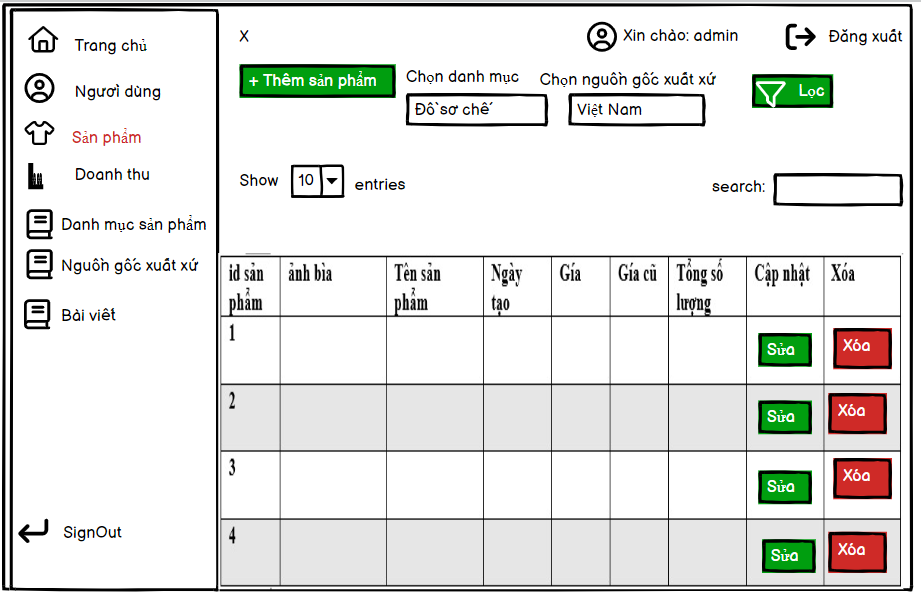 Trang chủ
Người dùng
Sản phẩm
Doanh thu
Danh mục sản phẩm
Nguồn gốc xuất xứ
Bài viết
SignOut
X
Xin chào: admin
Đăng xuất
+ Thêm sản phẩm
Chọn danh mục
Đồ sơ chế
Chọn nguồn gốc xuất xứ
Việt Nam
Lọc
Show 10 entries
search:
id sản phẩm ảnh bìa Tên sản phẩm Ngày tạo Gía Gía cũ Tổng số lượng Cập nhật Xóa
1 Sửa Xóa
2 Sửa Xóa
3 Sửa Xóa
4 Sửa Xóa